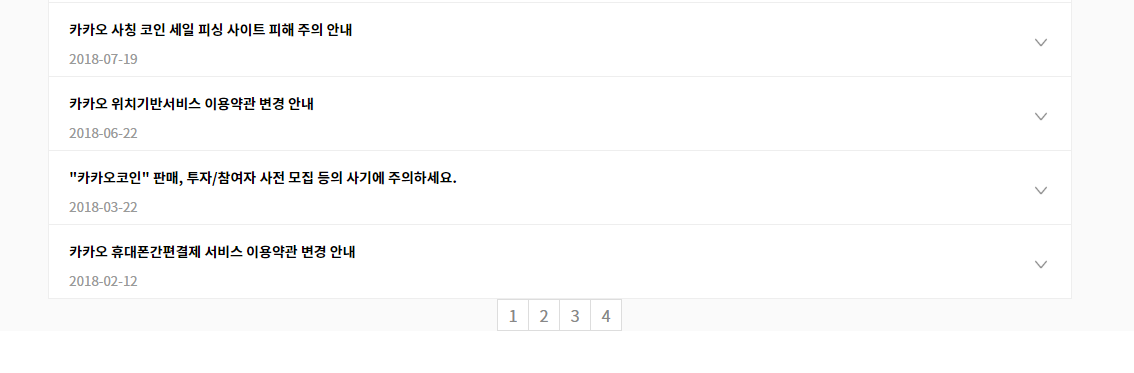 카카오 사칭 코인 세일 피싱 사이트 피해 주의 안내
2018-07-19
카카오 위치기반서비스 이용약관 변경 안내
2018-06-22
"카카오코인" 판매, 투자/참여자 사전 모집 등의 사기에 주의하세요.
2018-03-22
카카오 휴대폰간편결제 서비스 이용약관 변경 안내
2018-02-12
1 2 3 4